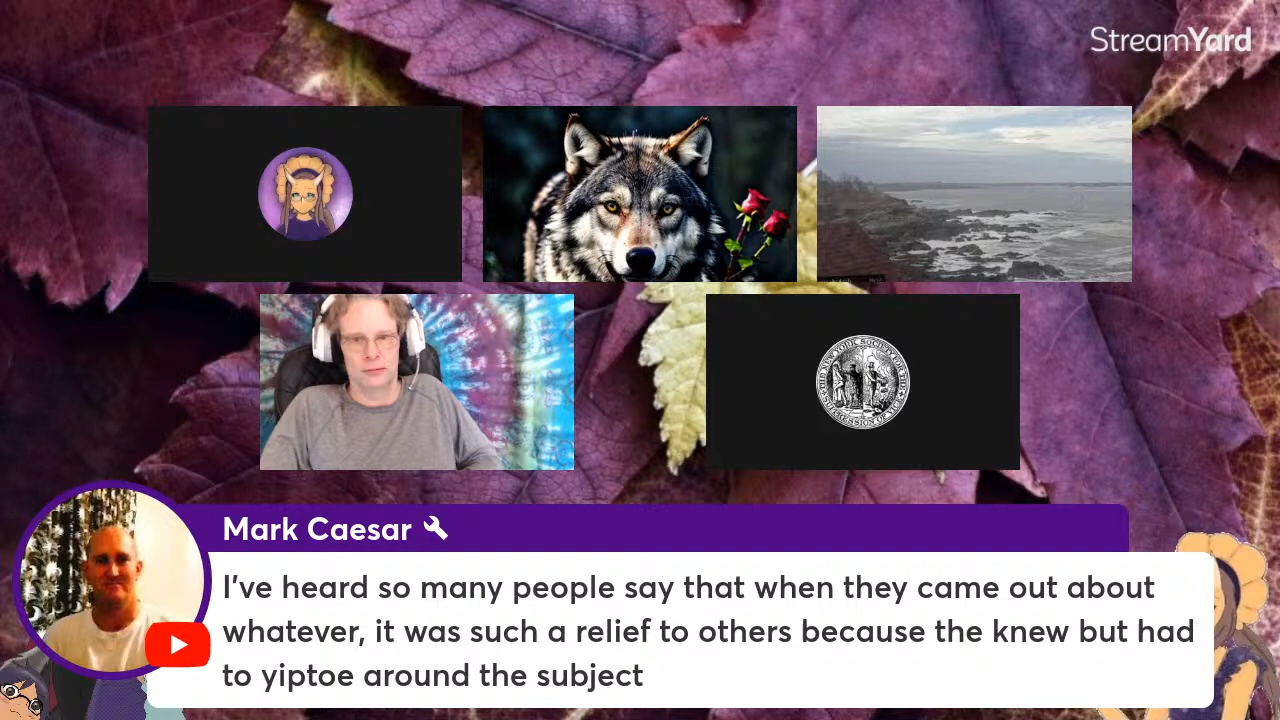 StreamYard
Mark Caesar
I've heard so many people say that when they came out about
whatever, it was such a relief to others because the knew but had
to yiptoe around the subject